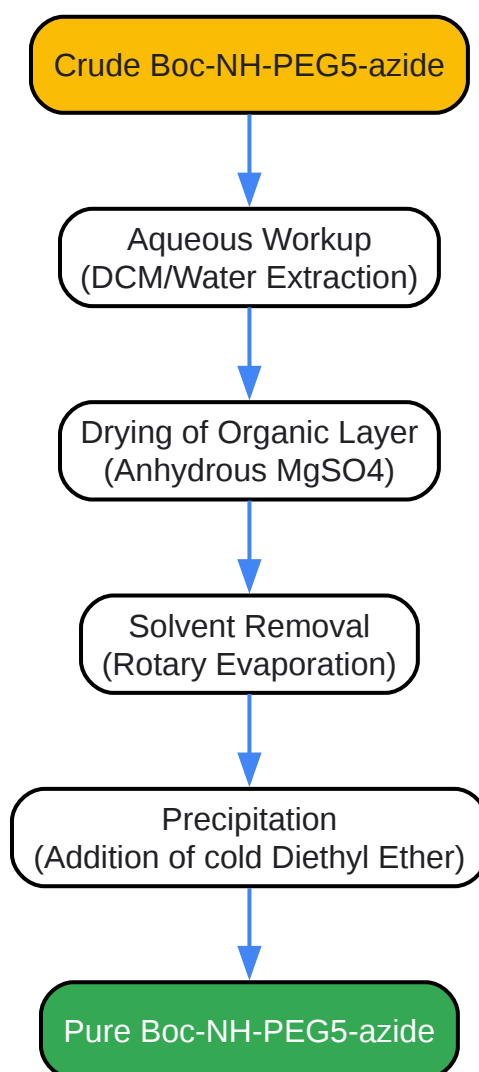 Crude Boc-NH-PEG5-azide
Aqueous Workup
(DCM/Water Extraction)
Drying of Organic Layer
(Anhydrous MgSO4)
Solvent Removal
(Rotary Evaporation)
Precipitation
(Addition of cold Diethyl Ether)
Pure Boc-NH-PEG5-azide